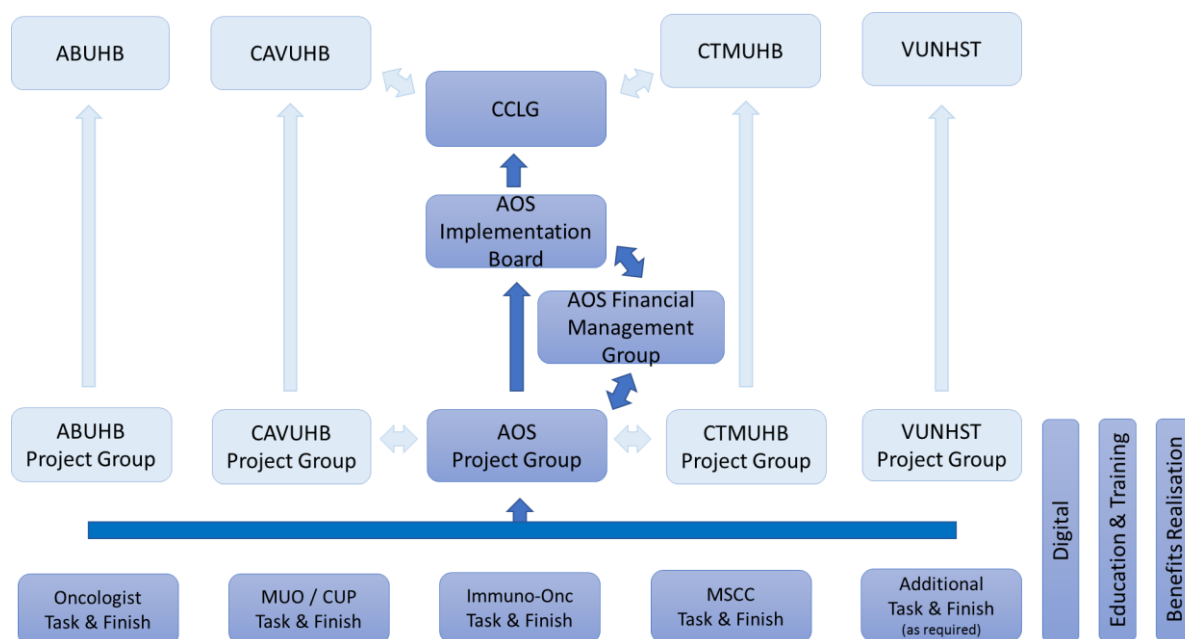 ABUHB
CAVUHB
CCLG
CTMUHB
VUNHST
AOS
Implementation
Board
AOS Financial
Management
Group
ABUHB
Project Group
CAVUHB
Project Group
AOS
Project Group
CTMUHB
Project Group
VUNHST
Project Group
Digital
Education & Training
Benefits Realisation
Oncologist
Task & Finish
MUO / CUP
Task & Finish
Immuno-Onc
Task & Finish
MSCC
Task & Finish
Additional
Task & Finish
(as required)